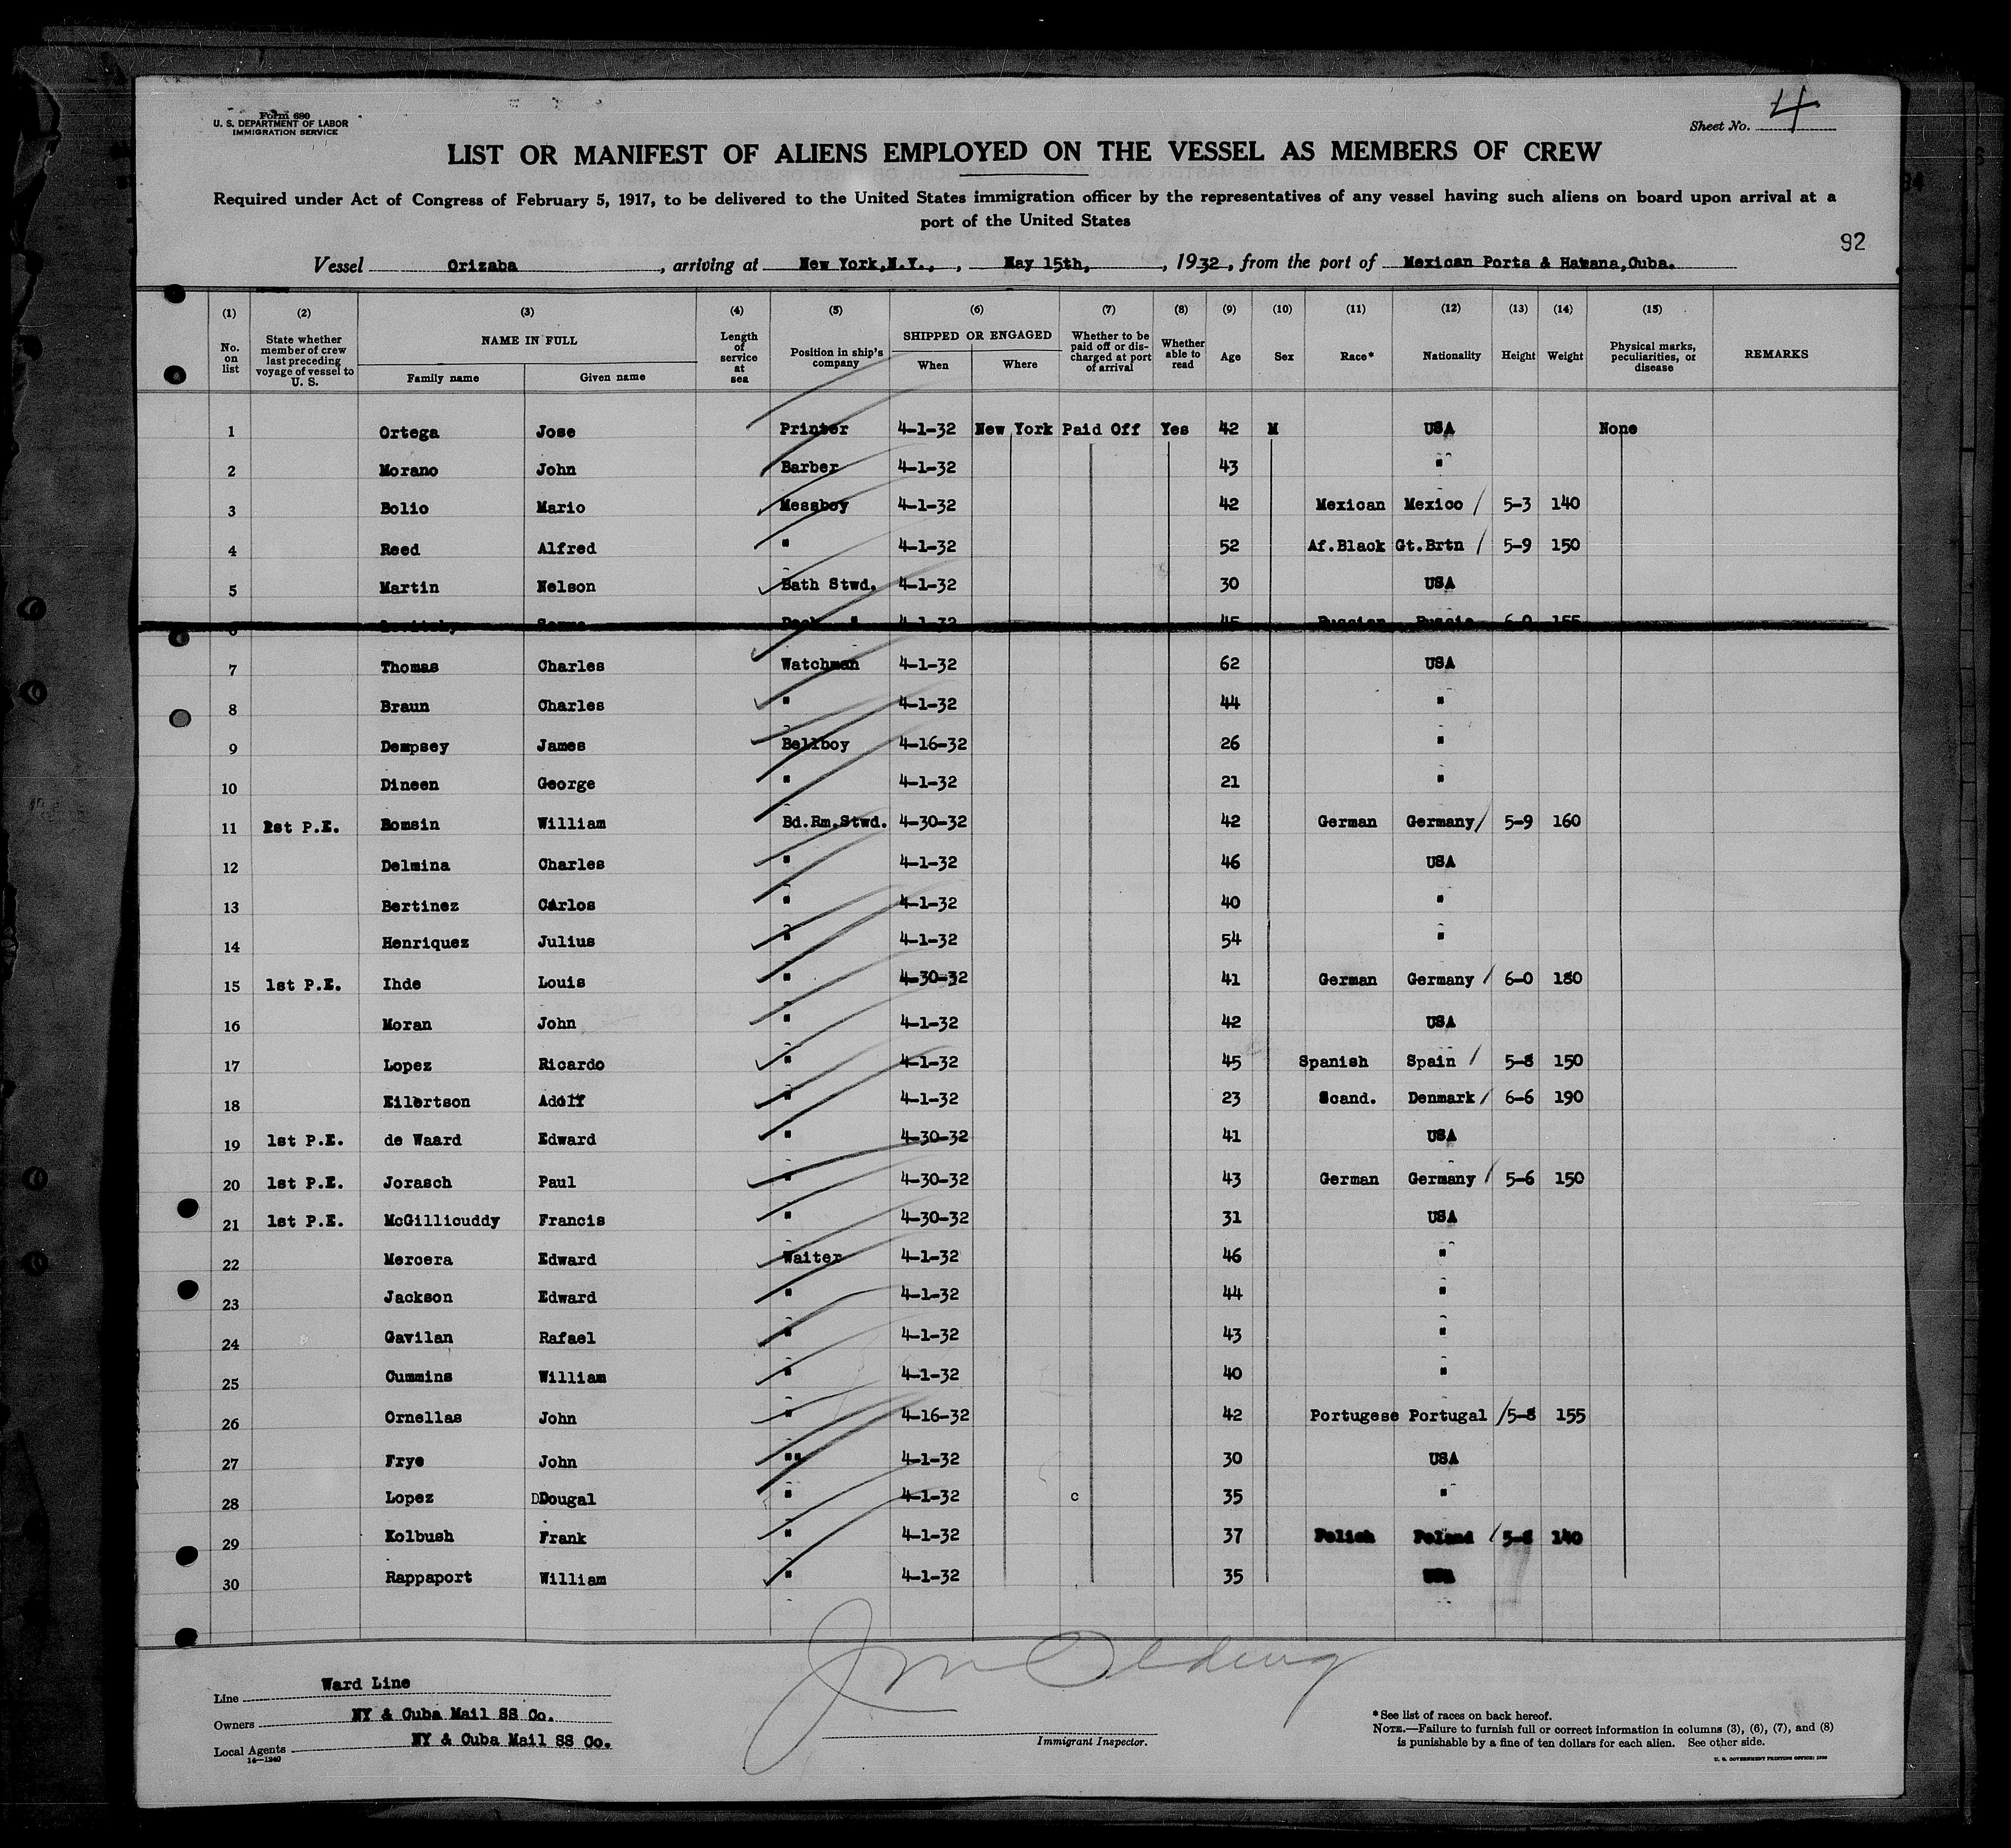 Form 680
U. S. DEPARTMENT OF LABOR
IMMIGRATION SERVICE
Sheet No. 4
LIST OR MANIFEST OF ALIENS EMPLOYED ON THE VESSEL AS MEMBERS OF CREW
Required under Act of Congress of February 5, 1917, to be delivered to the United States immigration officer by the representatives of any vessel having such aliens on board upon arrival at a
port of the United States
92
Vessel Orizaba, arriving at New York,N.Y., , May 15th, , 1932, from the port of Mexican Ports & Havana,Cuba.
(1) (2) (3) (4) (5) (6) (7) (8) (9) (10) (11) (12) (13) (14) (15)
No. on list State whether member of crew last preceding voyage of vessel to U. S. NAME IN FULL Family name Given name Length of service at sea Position in ship's company SHIPPED OR ENGAGED When Where Whether to be paid off or discharged at port of arrival Whether able to read Age Sex Race* Nationality Height Weight Physical marks, peculiarities, or disease REMARKS
1 Ortega Jose Printer 4-1-32 New York Paid Off Yes 42 M USA None
2 Morano John Barber 4-1-32 43 "
3 Bolio Mario Messboy 4-1-32 42 Mexican Mexico / 5-3 140
4 Reed Alfred " 4-1-32 52 Af.Black Gt.Brtn / 5-9 150
5 Martin Nelson Bath Stwd. 4-1-32 30 USA
6 4-1-32 45 Russian Russia 6-0 155
7 Thomas Charles Watchman 4-1-32 62 USA
8 Braun Charles " 4-1-32 44 "
9 Dempsey James Bellboy 4-16-32 26 "
10 Dineen George " 4-1-32 21 "
11 1st P.E. Bomsin William Bd.Rm.Stwd. 4-30-32 42 German Germany / 5-9 160
12 Delmina Charles " 4-1-32 46 USA
13 Bertinez Carlos " 4-1-32 40 "
14 Henriquez Julius " 4-1-32 54 "
15 1st P.E. Ihde Louis " 4-30-32 41 German Germany / 6-0 180
16 Moran John " 4-1-32 42 USA
17 Lopez Ricardo " 4-1-32 45 Spanish Spain / 5-8 150
18 Eilertson Adolf " 4-1-32 23 Scand. Denmark / 6-6 190
19 1st P.E. de Waard Edward " 4-30-32 41 USA
20 1st P.E. Jorasch Paul " 4-30-32 43 German Germany / 5-6 150
21 1st P.E. McGillicuddy Francis " 4-30-32 31 USA
22 Mercera Edward Waiter 4-1-32 46 "
23 Jackson Edward " 4-1-32 44 "
24 Gavilan Rafael " 4-1-32 43 "
25 Cummins William " 4-1-32 40 "
26 Ornellas John " 4-16-32 42 Portugese Portugal / 5-8 155
27 Frye John " 4-1-32 30 USA
28 Lopez DDougal " 4-1-32 c 35 "
29 Kolbush Frank " 4-1-32 37 Polish Poland / 140
30 Rappaport William " 4-1-32 35 USA
Line Ward Line
Owners NY & Cuba Mail SS Co.
Local Agents NY & Cuba Mail SS Co.
14—1240
Immigrant Inspector.
*See list of races on back hereof.
NOTE.—Failure to furnish full or correct information in columns (3), (6), (7), and (8)
is punishable by a fine of ten dollars for each alien. See other side.